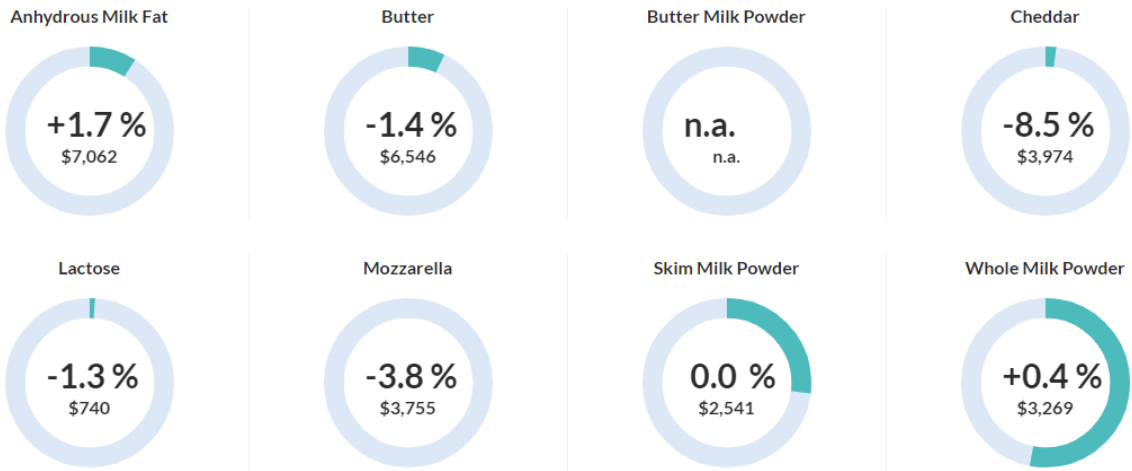 Anhydrous Milk Fat
+1.7 %
$7,062
Butter
-1.4 %
$6,546
Butter Milk Powder
n.a.
n.a.
Cheddar
-8.5 %
$3,974
Lactose
-1.3 %
$740
Mozzarella
-3.8 %
$3,755
Skim Milk Powder
0.0 %
$2,541
Whole Milk Powder
+0.4 %
$3,269